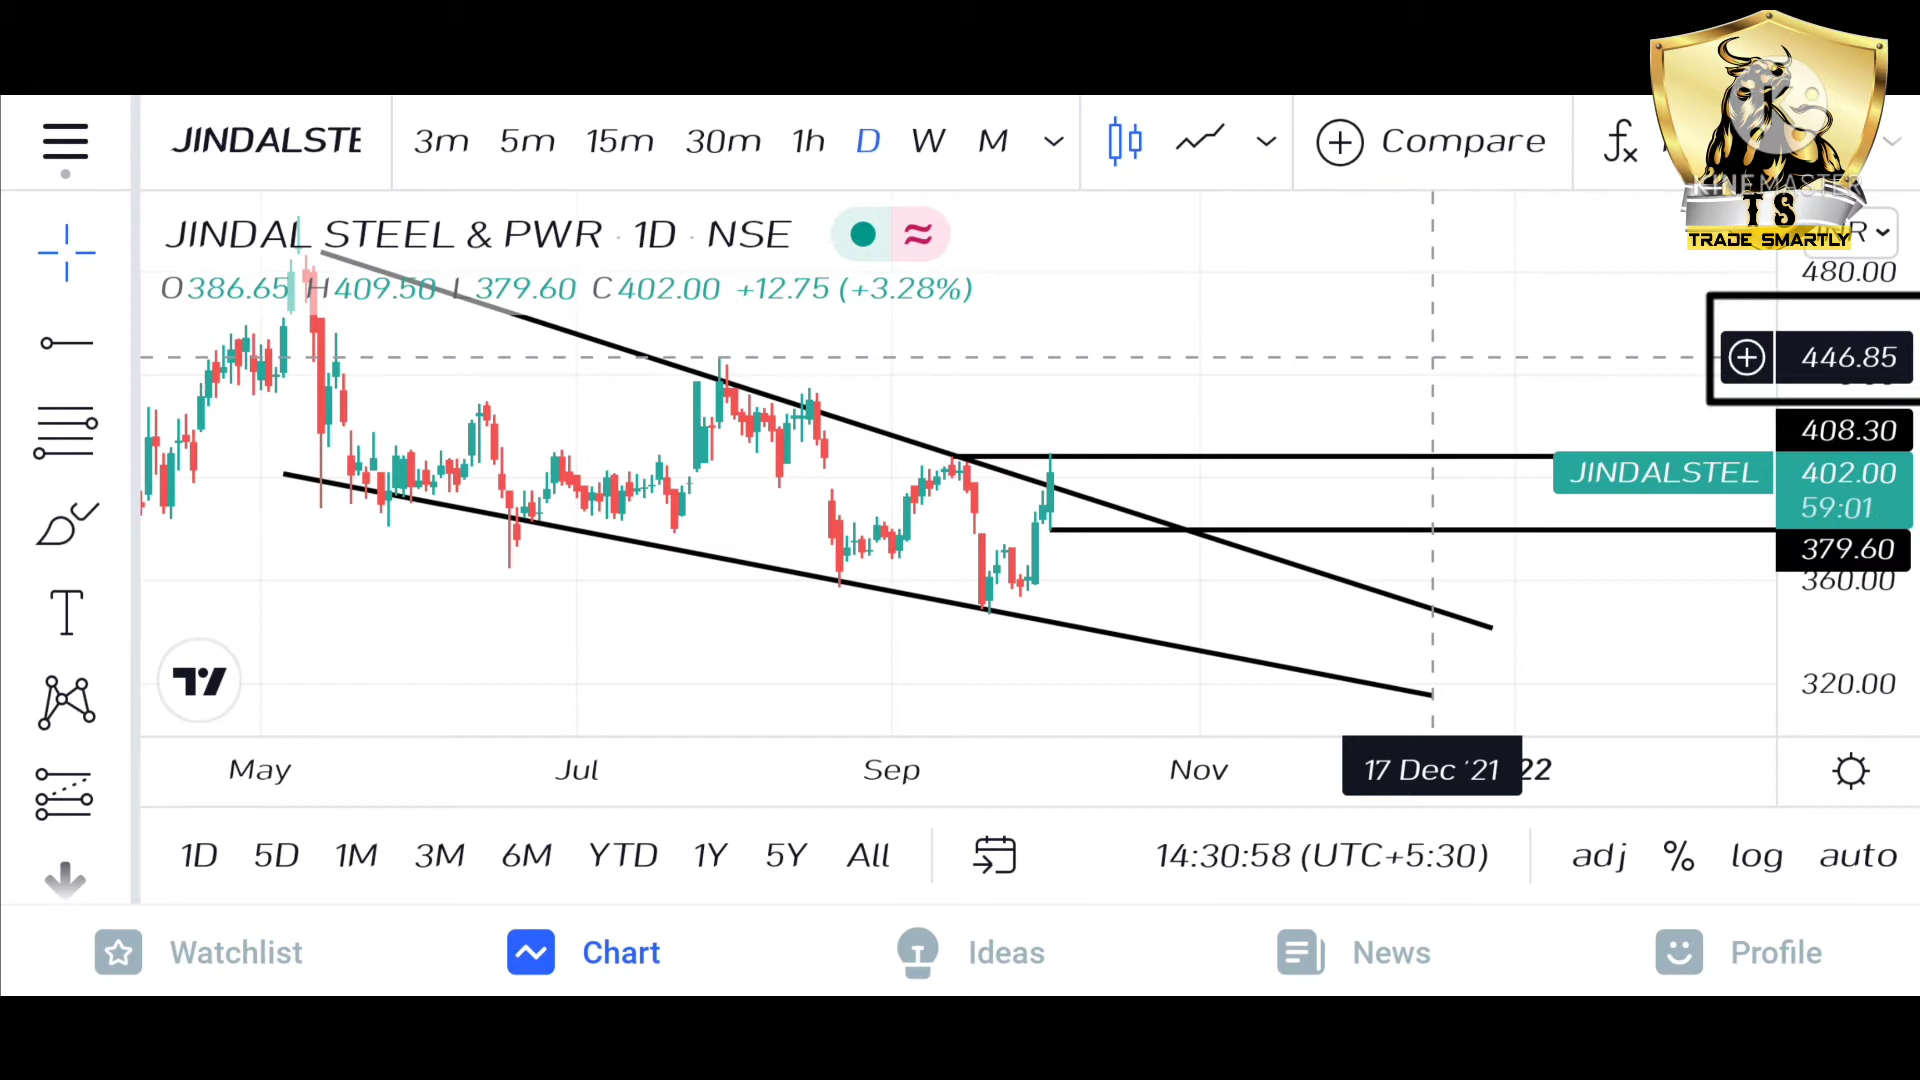 JINDALSTE 3m 5m 15m 30m 1h D W M Compare fx
KINEMASTER
T S
TRADE SMARTLY
JINDAL STEEL & PWR · 1D · NSE
O386.65 H409.50 L379.60 C402.00 +12.75 (+3.28%)
480.00
446.85
408.30
JINDALSTEL 402.00
59:01
379.60
360.00
320.00
May Jul Sep Nov 17 Dec '21 22
1D 5D 1M 3M 6M YTD 1Y 5Y All 14:30:58 (UTC+5:30) adj % log auto
Watchlist Chart Ideas News Profile